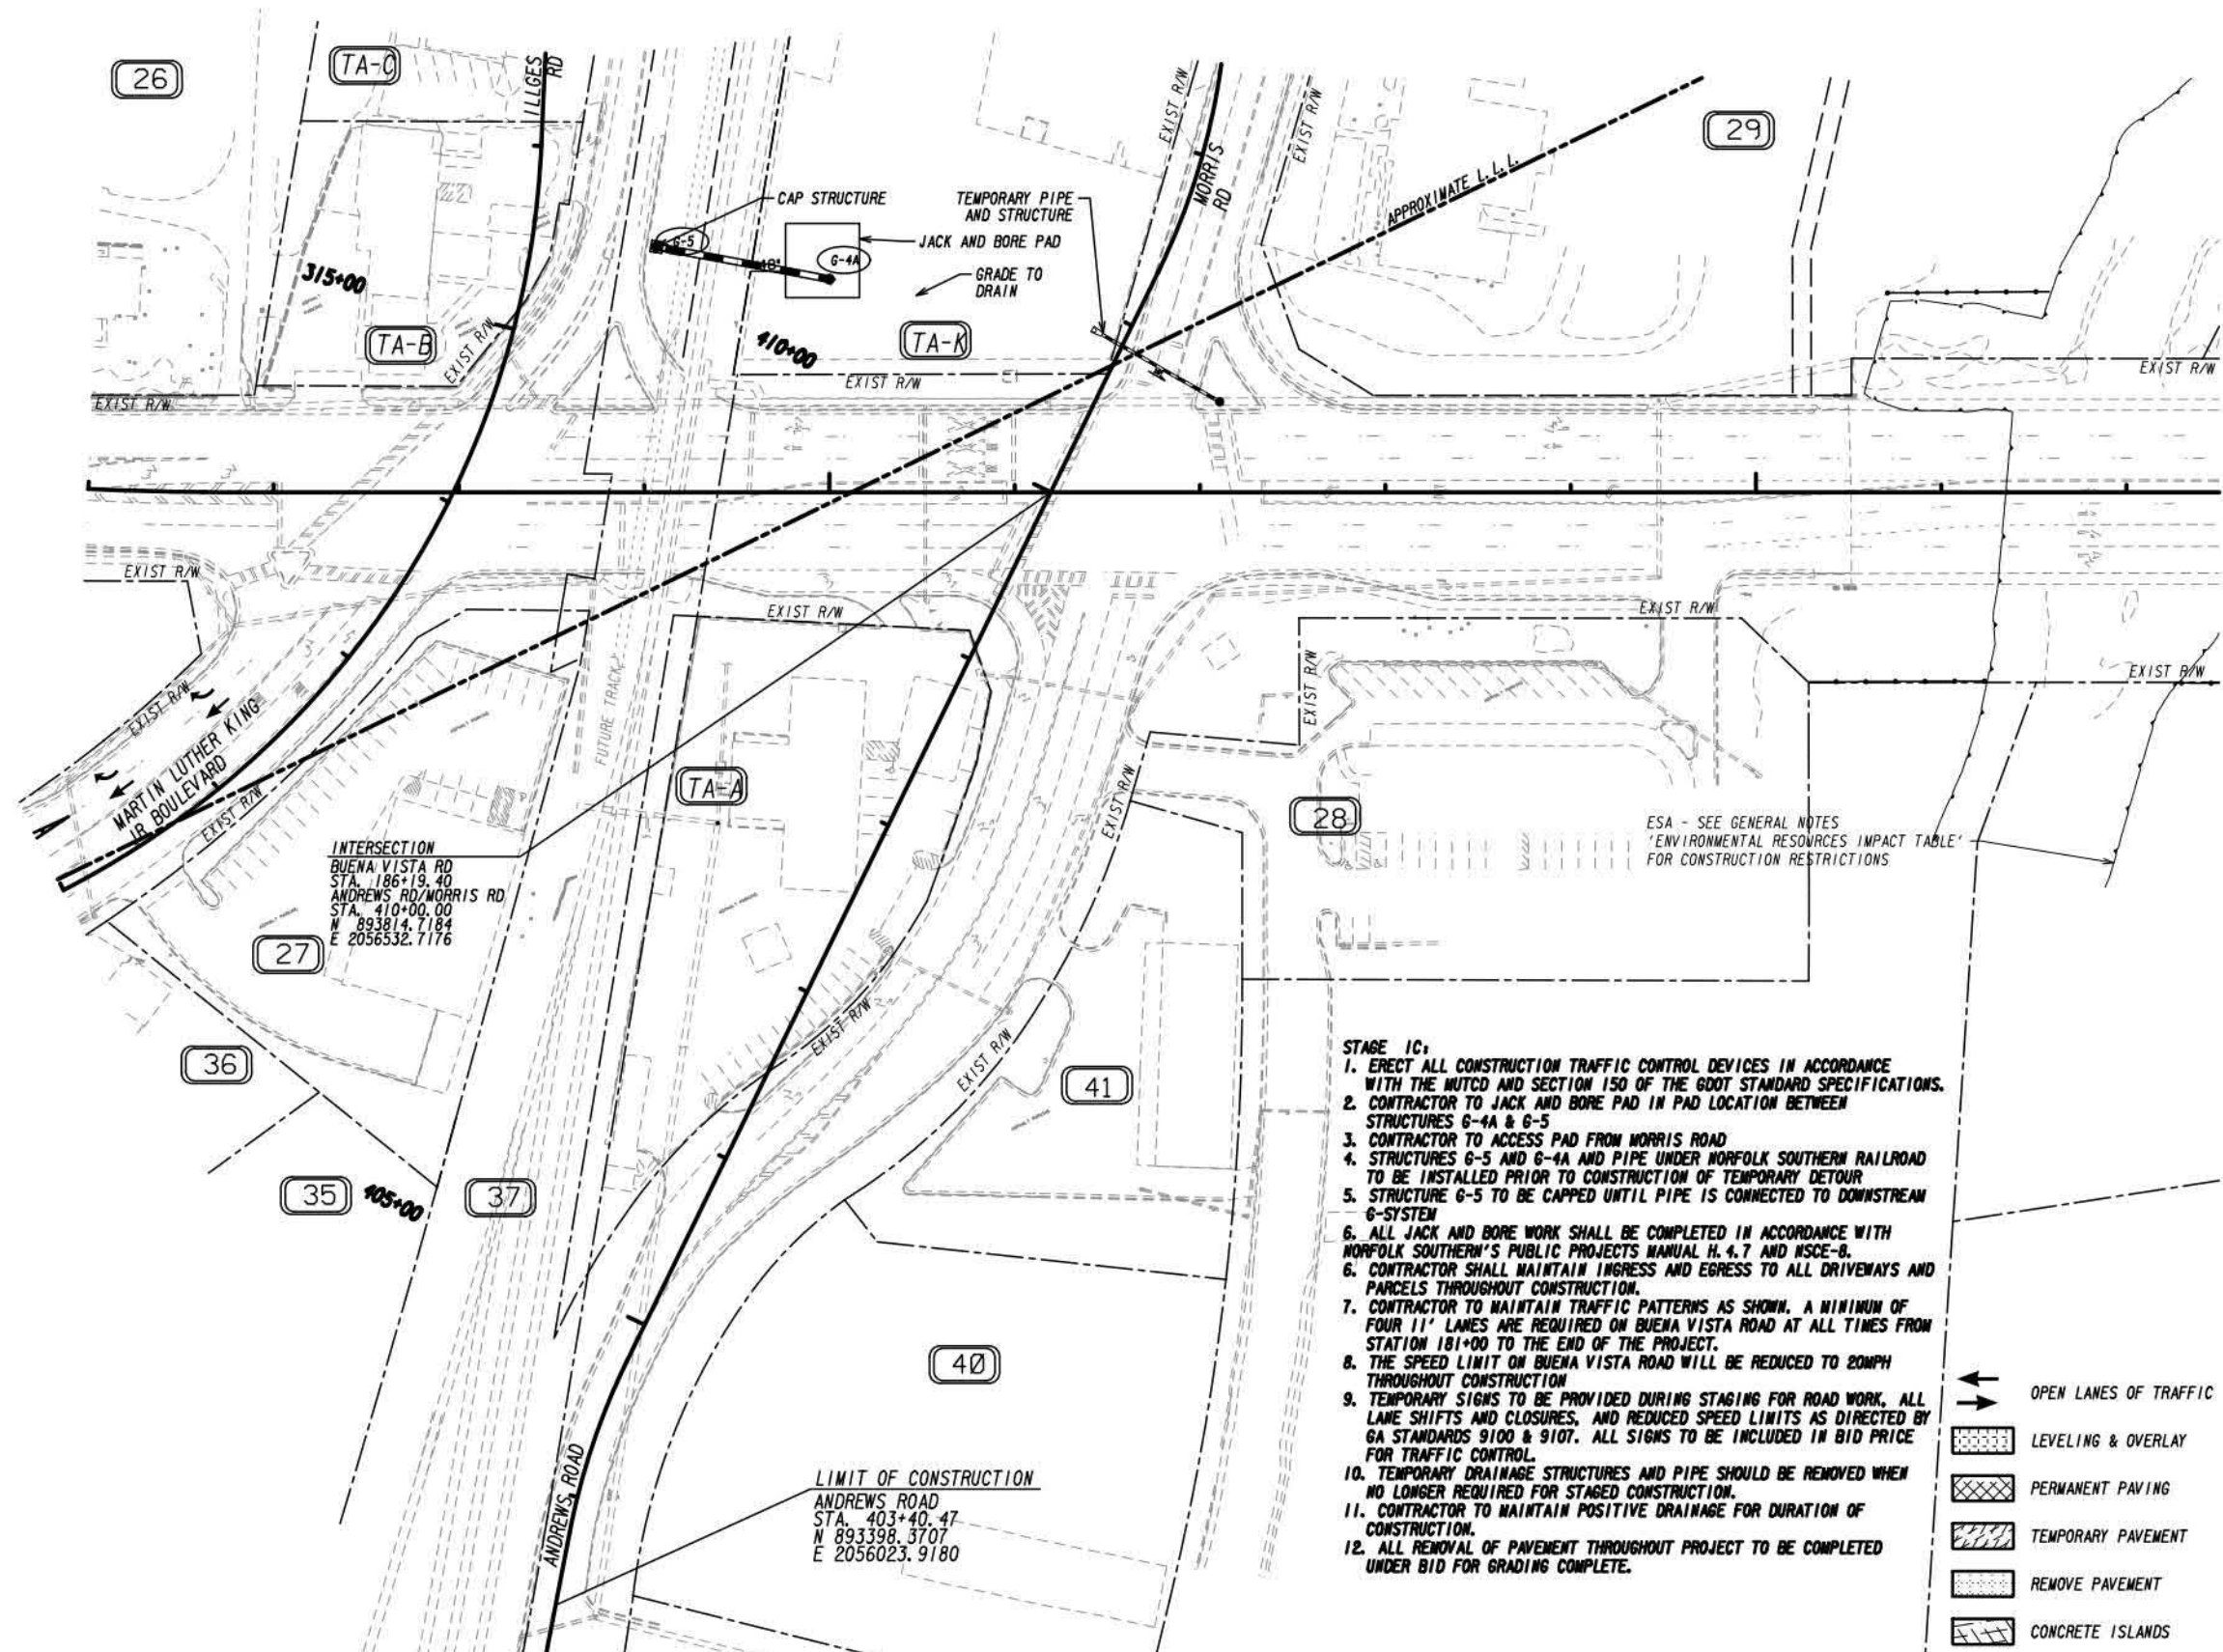 26
TA-C
ILLGES
RD
EXIST R/W
MORRIS
RD
EXIST R/W
29
APPROXIMATE L.L.L.
CAP STRUCTURE
TEMPORARY PIPE
AND STRUCTURE
JACK AND BORE PAD
G-5
48"
G-4A
GRADE TO
DRAIN
315+00
TA-B
EXIST R/W
410+00
TA-K
EXIST R/W
EXIST R/W
EXIST R/W
EXIST R/W
EXIST R/W
EXIST R/W
EXIST R/W
EXIST R/W
EXIST R/W
FUTURE TRACK
MARTIN LUTHER KING
JR BOULEVARD
EXIST R/W
TA-A
EXIST R/W
28
ESA - SEE GENERAL NOTES
'ENVIRONMENTAL RESOURCES IMPACT TABLE'
FOR CONSTRUCTION RESTRICTIONS
INTERSECTION
BUENA VISTA RD
STA. 186+19.40
ANDREWS RD/MORRIS RD
STA. 410+00.00
N 893814.7184
E 2056532.7176
27
EXIST R/W
EXIST R/W
36
41
35
405+00
37
40
STAGE 1C:
1. ERECT ALL CONSTRUCTION TRAFFIC CONTROL DEVICES IN ACCORDANCE
WITH THE MUTCD AND SECTION 150 OF THE GDOT STANDARD SPECIFICATIONS.
2. CONTRACTOR TO JACK AND BORE PAD IN PAD LOCATION BETWEEN
STRUCTURES G-4A & G-5
3. CONTRACTOR TO ACCESS PAD FROM MORRIS ROAD
4. STRUCTURES G-5 AND G-4A AND PIPE UNDER NORFOLK SOUTHERN RAILROAD
TO BE INSTALLED PRIOR TO CONSTRUCTION OF TEMPORARY DETOUR
5. STRUCTURE G-5 TO BE CAPPED UNTIL PIPE IS CONNECTED TO DOWNSTREAM
G-SYSTEM
6. ALL JACK AND BORE WORK SHALL BE COMPLETED IN ACCORDANCE WITH
NORFOLK SOUTHERN'S PUBLIC PROJECTS MANUAL H.4.7 AND NSCE-8.
6. CONTRACTOR SHALL MAINTAIN INGRESS AND EGRESS TO ALL DRIVEWAYS AND
PARCELS THROUGHOUT CONSTRUCTION.
7. CONTRACTOR TO MAINTAIN TRAFFIC PATTERNS AS SHOWN. A MINIMUM OF
FOUR 11' LANES ARE REQUIRED ON BUENA VISTA ROAD AT ALL TIMES FROM
STATION 181+00 TO THE END OF THE PROJECT.
8. THE SPEED LIMIT ON BUENA VISTA ROAD WILL BE REDUCED TO 20MPH
THROUGHOUT CONSTRUCTION
9. TEMPORARY SIGNS TO BE PROVIDED DURING STAGING FOR ROAD WORK, ALL
LANE SHIFTS AND CLOSURES, AND REDUCED SPEED LIMITS AS DIRECTED BY
GA STANDARDS 9100 & 9107. ALL SIGNS TO BE INCLUDED IN BID PRICE
FOR TRAFFIC CONTROL.
10. TEMPORARY DRAINAGE STRUCTURES AND PIPE SHOULD BE REMOVED WHEN
NO LONGER REQUIRED FOR STAGED CONSTRUCTION.
11. CONTRACTOR TO MAINTAIN POSITIVE DRAINAGE FOR DURATION OF
CONSTRUCTION.
12. ALL REMOVAL OF PAVEMENT THROUGHOUT PROJECT TO BE COMPLETED
UNDER BID FOR GRADING COMPLETE.
ANDREWS ROAD
LIMIT OF CONSTRUCTION
ANDREWS ROAD
STA. 403+40.47
N 893398.3707
E 2056023.9180
OPEN LANES OF TRAFFIC
LEVELING & OVERLAY
PERMANENT PAVING
TEMPORARY PAVEMENT
REMOVE PAVEMENT
CONCRETE ISLANDS